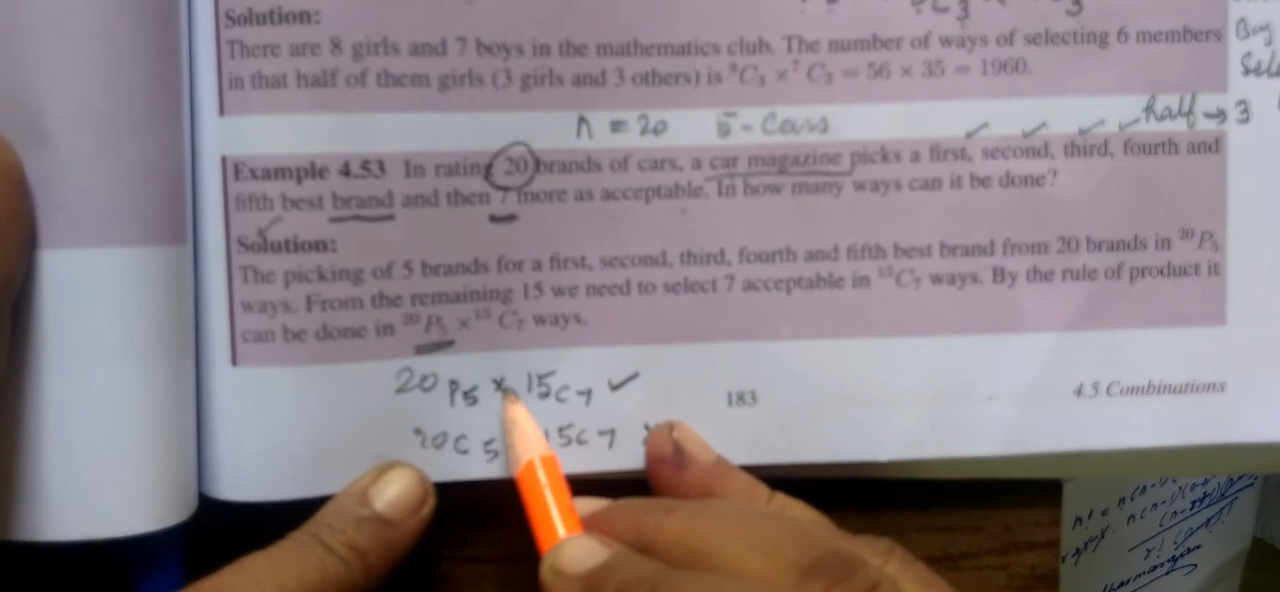 Solution:
There are 8 girls and 7 boys in the mathematics club. The number of ways of selecting 6 members
in that half of them girls (3 girls and 3 others) is ⁸C₃ ×⁷ C₃ = 56 × 35 = 1960.
Boy
half → 3
n = 20 5 - Cars
Example 4.53 In rating 20 brands of cars, a car magazine picks a first, second, third, fourth and
fifth best brand and then 7 more as acceptable. In how many ways can it be done?
Solution:
The picking of 5 brands for a first, second, third, fourth and fifth best brand from 20 brands in ²⁰P₅
ways. From the remaining 15 we need to select 7 acceptable in ¹⁵C₇ ways. By the rule of product it
can be done in ²⁰P₅ ×¹⁵ C₇ ways.
20P5 × 15C7 ✓
20C5 15C7
183
4.5 Combinations